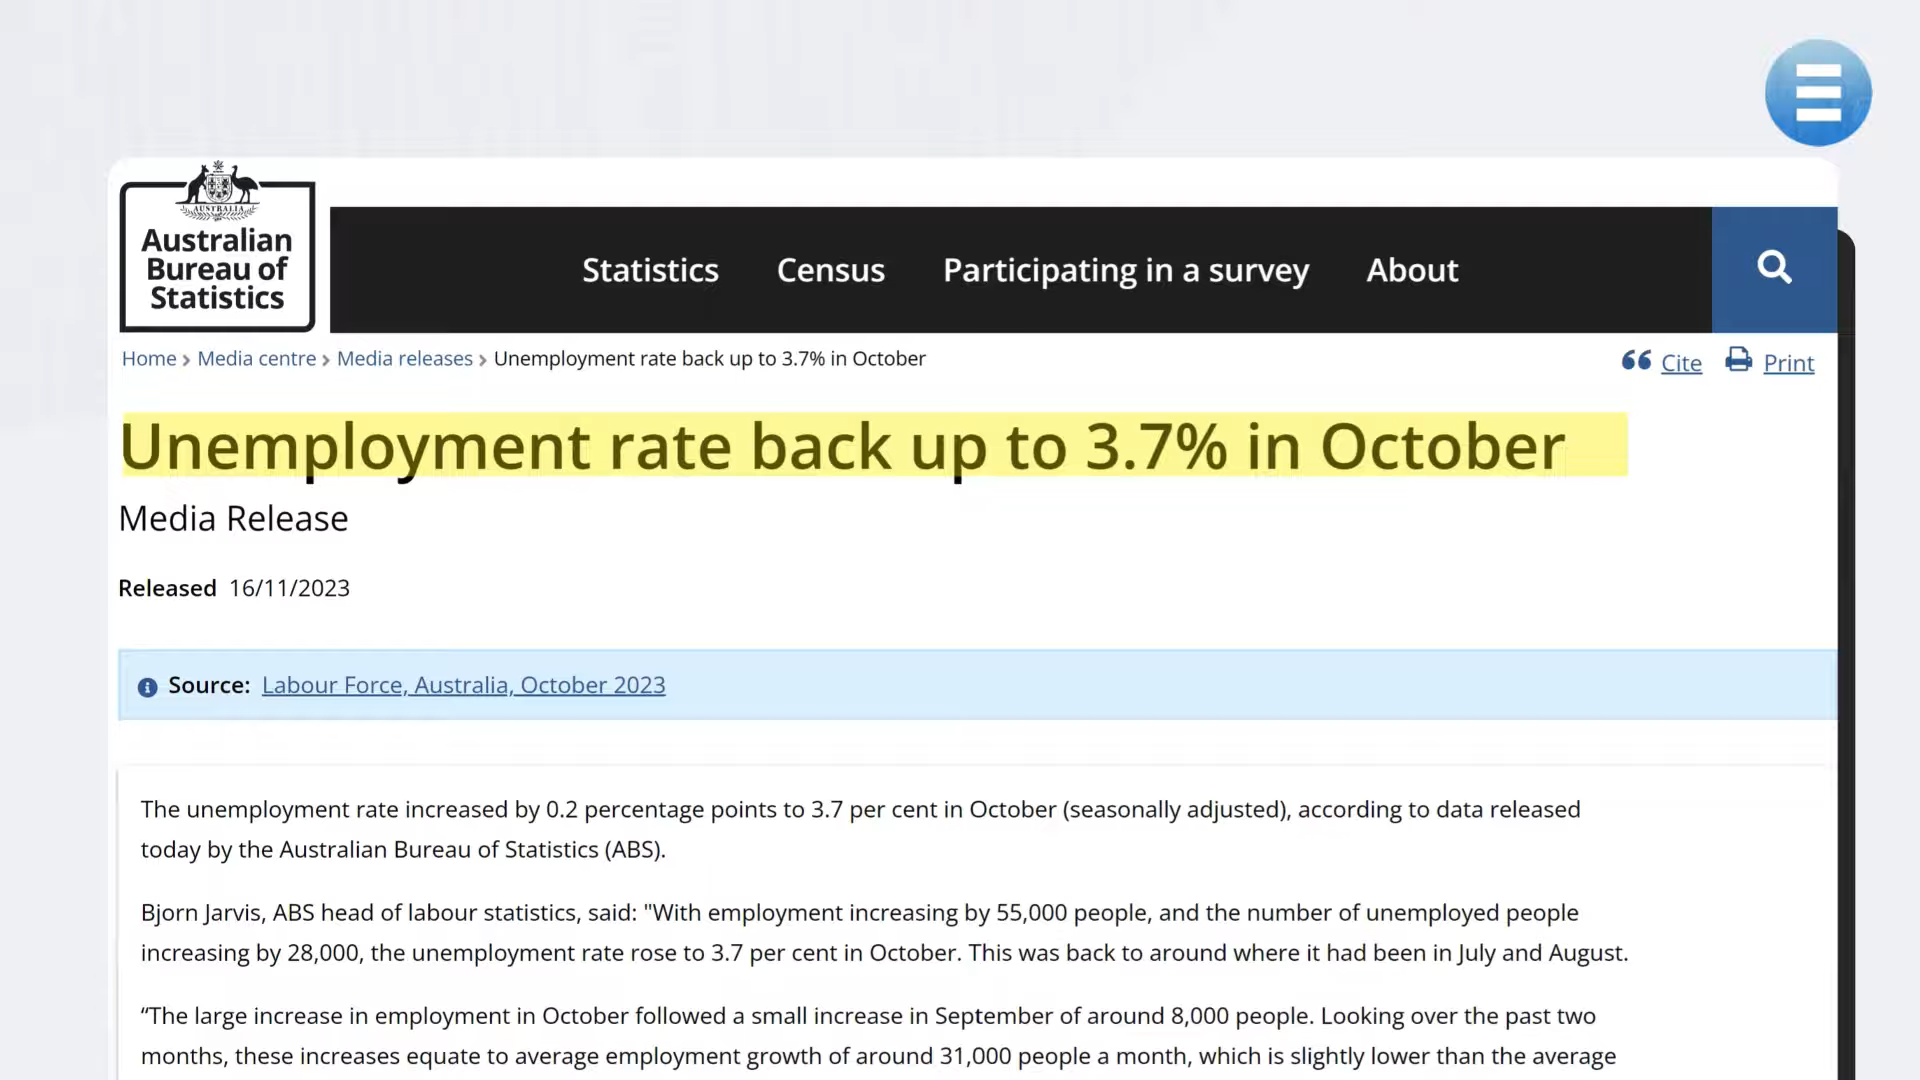 AUSTRALIA
Australian
Bureau of
Statistics
Statistics Census Participating in a survey About
Home > Media centre > Media releases > Unemployment rate back up to 3.7% in October
Cite Print
Unemployment rate back up to 3.7% in October
Media Release
Released 16/11/2023
Source: Labour Force, Australia, October 2023
The unemployment rate increased by 0.2 percentage points to 3.7 per cent in October (seasonally adjusted), according to data released
today by the Australian Bureau of Statistics (ABS).
Bjorn Jarvis, ABS head of labour statistics, said: "With employment increasing by 55,000 people, and the number of unemployed people
increasing by 28,000, the unemployment rate rose to 3.7 per cent in October. This was back to around where it had been in July and August.
“The large increase in employment in October followed a small increase in September of around 8,000 people. Looking over the past two
months, these increases equate to average employment growth of around 31,000 people a month, which is slightly lower than the average